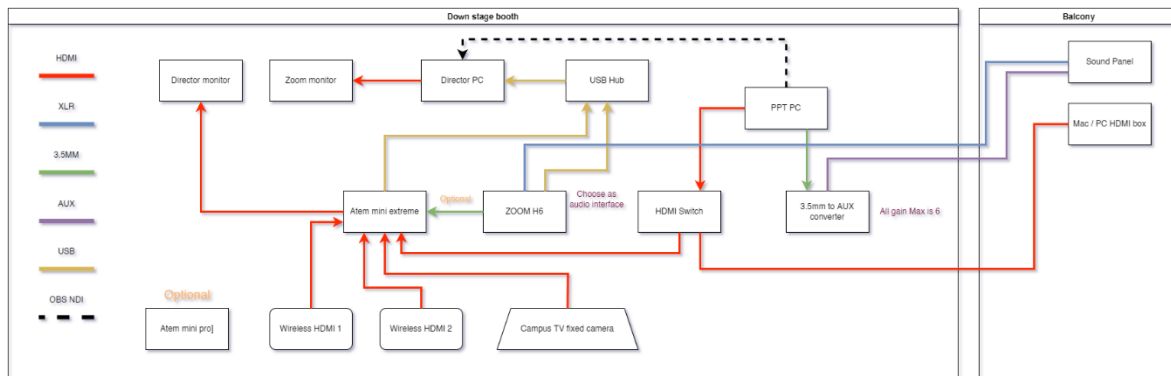 Down stage booth
Balcony
HDMI
XLR
3.5MM
AUX
USB
OBS NDI
Director monitor
Zoom monitor
Director PC
USB Hub
PPT PC
Sound Panel
Mac / PC HDMI box
Atem mini extreme
Optional
ZOOM H6
Choose as
audio interface
HDMI Switch
3.5mm to AUX
converter
All gain Max is 6
Optional
Atem mini pro]
Wireless HDMI 1
Wireless HDMI 2
Campus TV fixed camera